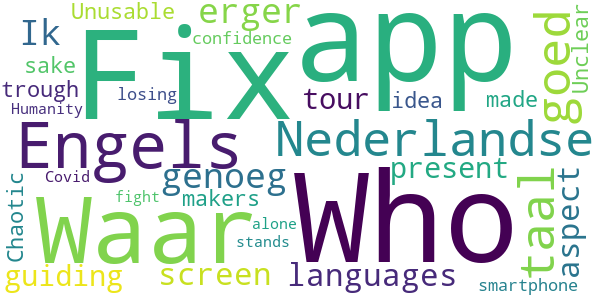 Unusable erger
Ik Fix app goed Unclear
confidence
sake
trough losing tour idea made
Humanity
Engels Nederlandse
Chaotic Covid genoeg present taal aspect
Waar Who
fight makers
alone
stands
guiding screen languages smartphone